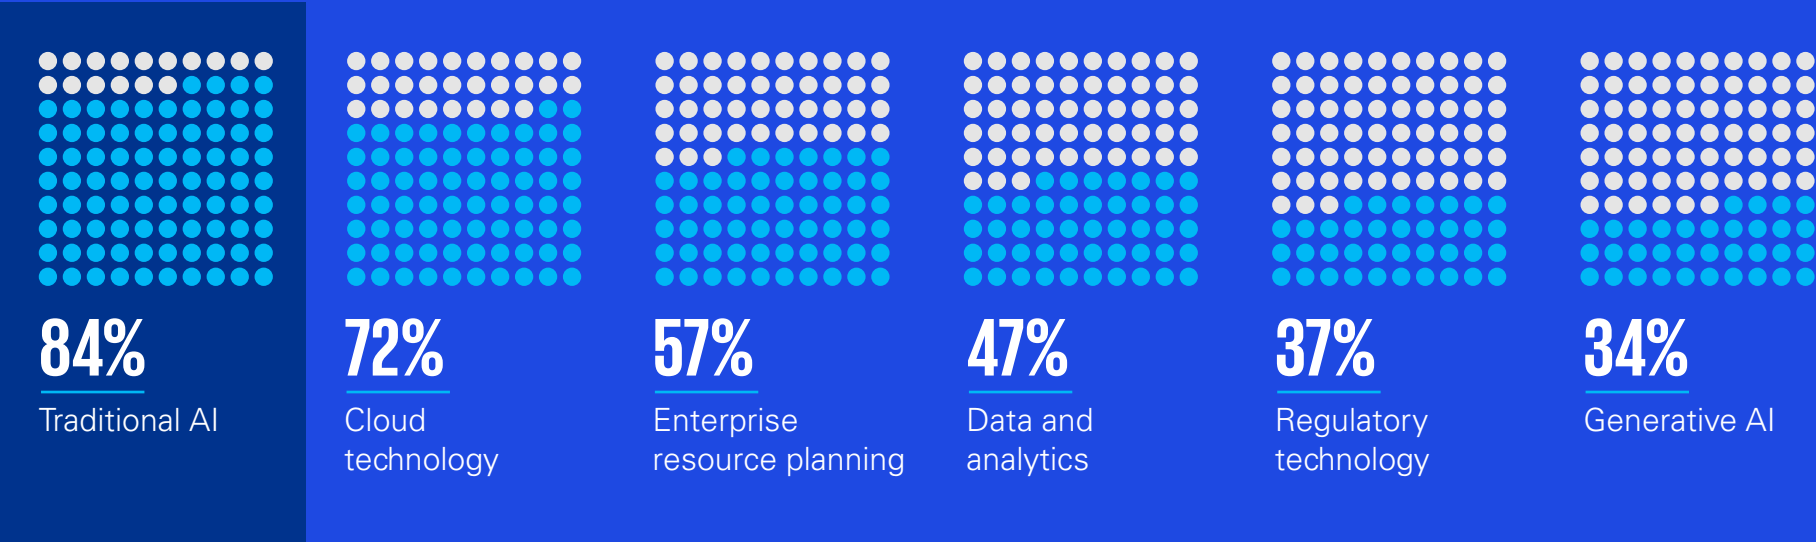 84%
Traditional AI
72%
Cloud
technology
57%
Enterprise
resource planning
47%
Data and
analytics
37%
Regulatory
technology
34%
Generative AI